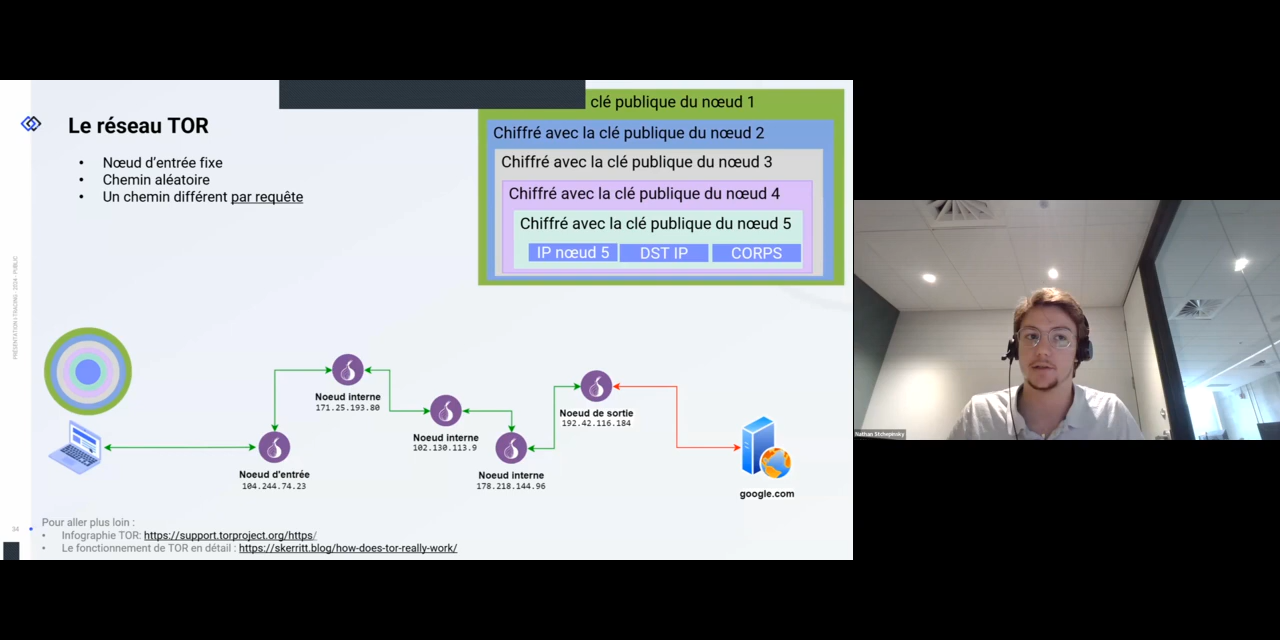 clé publique du nœud 1
Le réseau TOR
Chiffré avec la clé publique du nœud 2
• Nœud d'entrée fixe
Chiffré avec la clé publique du nœud 3
• Chemin aléatoire
• Un chemin différent par requête
Chiffré avec la clé publique du nœud 4
Chiffré avec la clé publique du nœud 5
IP nœud 5 DST IP CORPS
Noeud interne
171.25.193.80
Noeud interne
102.130.113.9
Noeud de sortie
192.42.116.184
Noeud d'entrée
104.244.74.23
Noeud interne
178.218.144.96
google.com
Pour aller plus loin :
• Infographie TOR: https://support.torproject.org/https/
• Le fonctionnement de TOR en détail : https://skerritt.blog/how-does-tor-really-work/
34
Nathan Stchepinsky